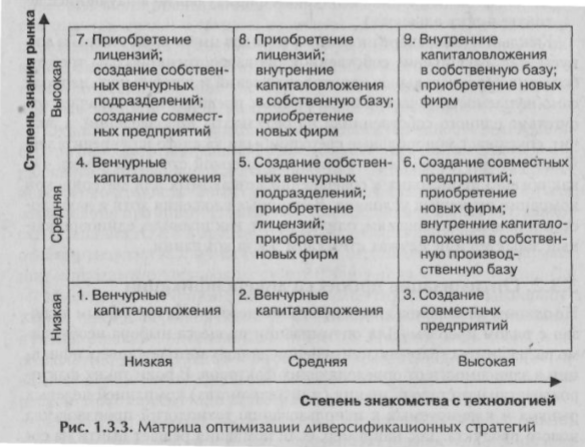 Степень знания рынка
Высокая
7. Приобретение
лицензий;
создание собствен-
ных венчурных
подразделений;
создание совмест-
ных предприятий
8. Приобретение
лицензий;
внутренние
капиталовложения
в собственную базу;
приобретение
новых фирм
9. Внутренние
капиталовложения
в собственную базу;
приобретение новых
фирм
Средняя
4. Венчурные
капиталовложения
5. Создание собствен-
ных венчурных
подразделений;
приобретение
лицензий;
приобретение
новых фирм
6. Создание совместных
предприятий;
приобретение
новых фирм;
внутренние капитало-
вложения в собствен-
ную производ-
ственную базу
Низкая
1. Венчурные
капиталовложения
2. Венчурные
капиталовложения
3. Создание
совместных
предприятий
Низкая
Средняя
Высокая
Степень знакомства с технологией
Рис. 1.3.3. Матрица оптимизации диверсификационных стратегий